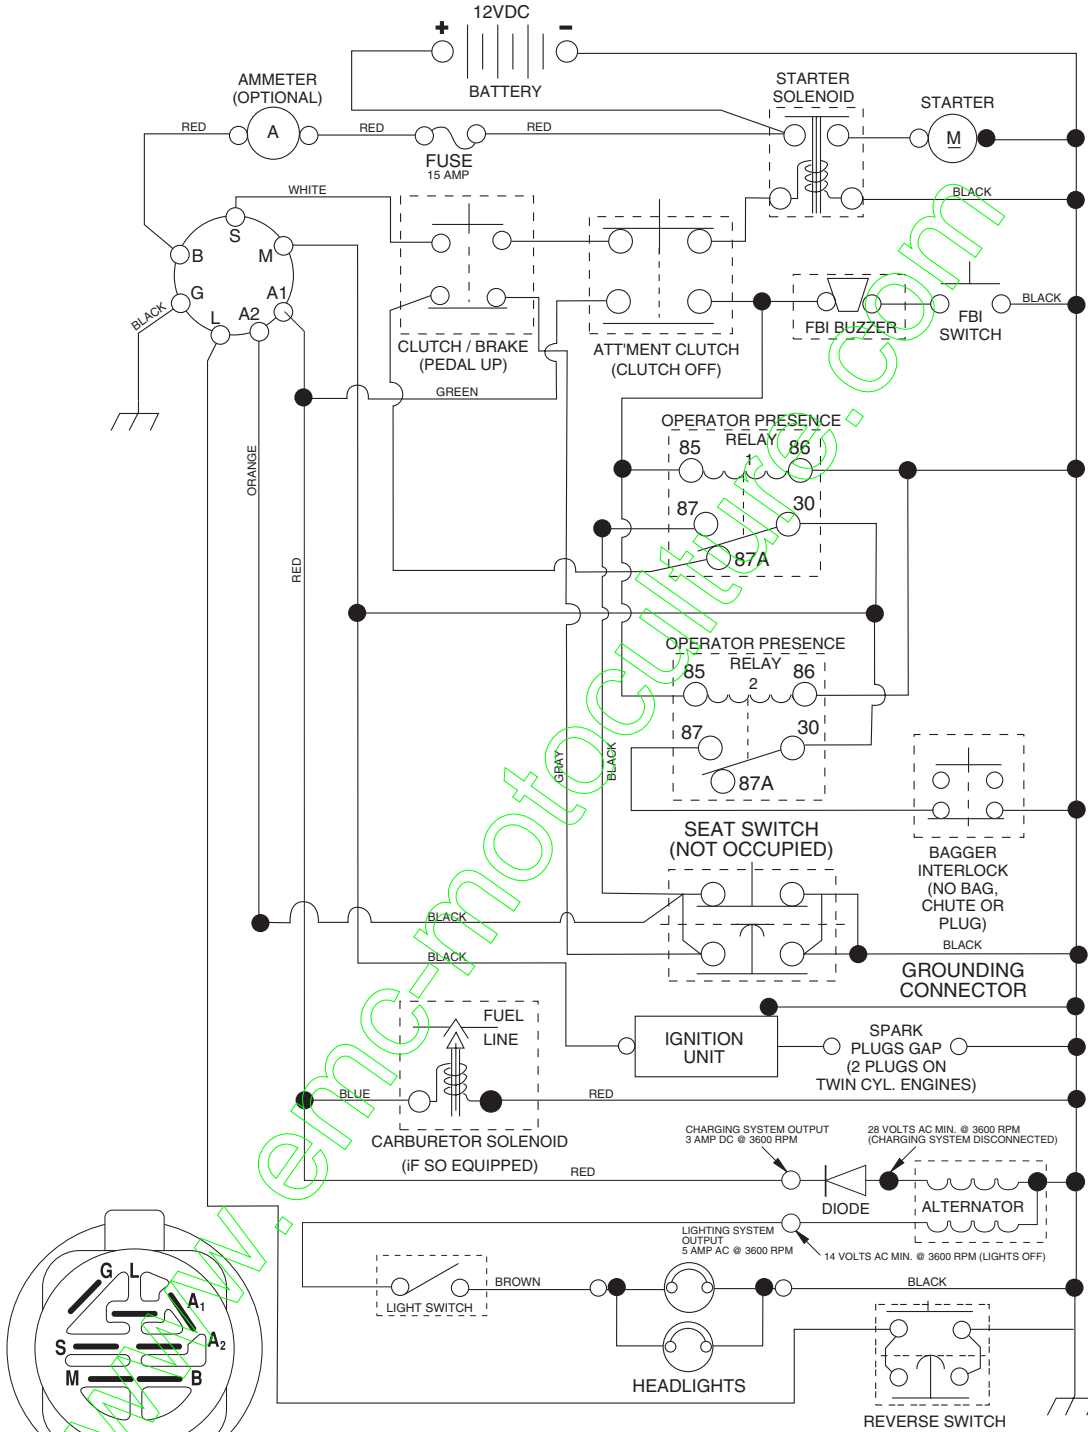 12VDC
+
-
BATTERY
AMMETER
(OPTIONAL)
A
RED
RED
RED
FUSE
15 AMP
STARTER
SOLENOID
STARTER
M
BLACK
WHITE
S
B
M
G
A1
A2
L
BLACK
CLUTCH / BRAKE
(PEDAL UP)
ATT'MENT CLUTCH
(CLUTCH OFF)
FBI BUZZER
FBI
SWITCH
BLACK
GREEN
OPERATOR PRESENCE
RELAY
1
85
86
87
30
87A
ORANGE
RED
OPERATOR PRESENCE
RELAY
2
85
86
87
30
87A
GRAY
BLACK
SEAT SWITCH
(NOT OCCUPIED)
BAGGER
INTERLOCK
(NO BAG,
CHUTE OR
PLUG)
BLACK
BLACK
BLACK
GROUNDING
CONNECTOR
FUEL
LINE
IGNITION
UNIT
SPARK
PLUGS GAP
(2 PLUGS ON
TWIN CYL. ENGINES)
BLUE
RED
CARBURETOR SOLENOID
(iF SO EQUIPPED)
CHARGING SYSTEM OUTPUT
3 AMP DC @ 3600 RPM
28 VOLTS AC MIN. @ 3600 RPM
(CHARGING SYSTEM DISCONNECTED)
RED
DIODE
ALTERNATOR
LIGHTING SYSTEM
OUTPUT
5 AMP AC @ 3600 RPM
14 VOLTS AC MIN. @ 3600 RPM (LIGHTS OFF)
LIGHT SWITCH
BROWN
BLACK
HEADLIGHTS
REVERSE SWITCH
G L
A1
A2
S
M
B
www.emc-motoculture.com